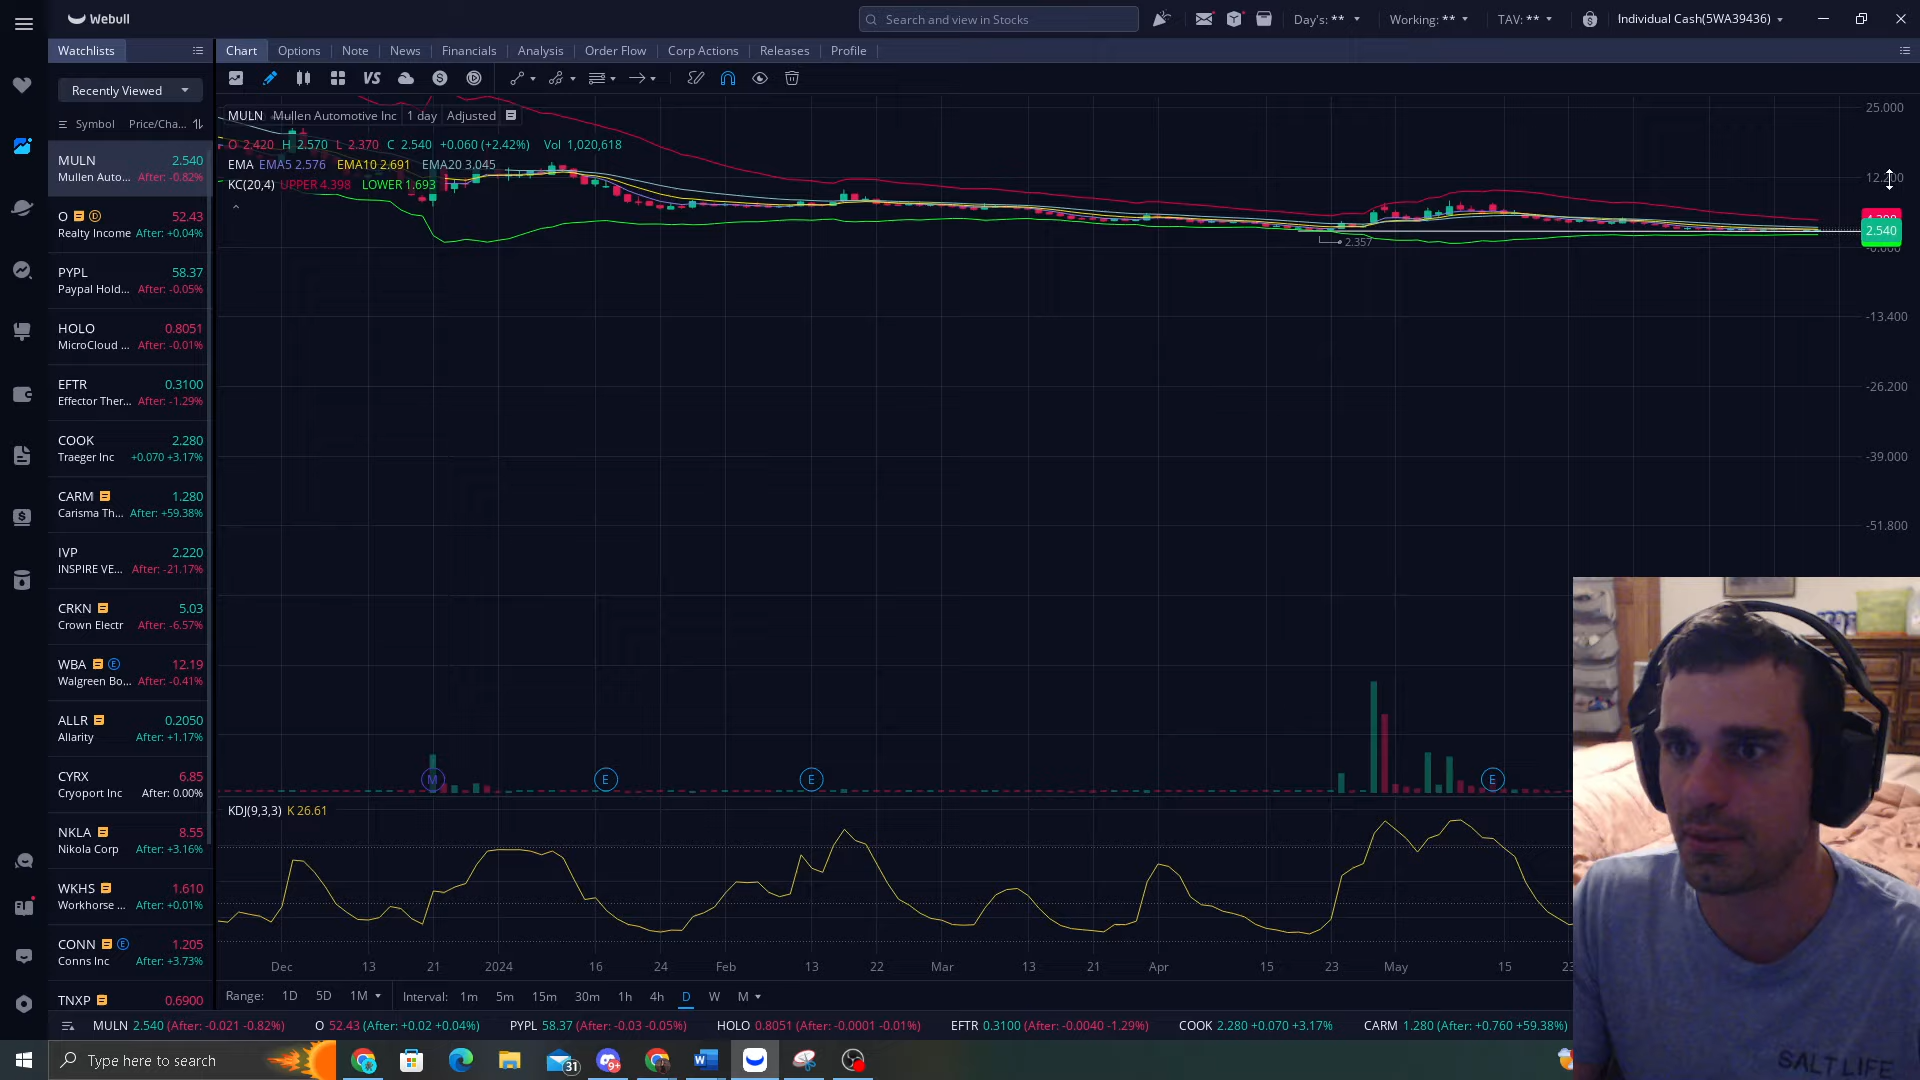 Webull
Search and view in Stocks
Day's: **
Working: **
TAV: **
Individual Cash(5WA39436)
Watchlists
Chart Options Note News Financials Analysis Order Flow Corp Actions Releases Profile
Recently Viewed
VS
Symbol Price/Cha...
MULN Mullen Automotive Inc 1 day Adjusted
O 2.420 H 2.570 L 2.370 C 2.540 +0.060 (+2.42%) Vol 1,020,618
EMA EMA5 2.576 EMA10 2.691 EMA20 3.045
KC(20,4) UPPER 4.398 LOWER 1.693
25.000
12.200
2.540
-13.400
-26.200
-39.000
-51.800
2.357
MULN 2.540
Mullen Auto... After: -0.82%
O D 52.43
Realty Income After: +0.04%
PYPL 58.37
Paypal Hold... After: -0.05%
HOLO 0.8051
MicroCloud ... After: -0.01%
EFTR 0.3100
Effector Ther... After: -1.29%
COOK 2.280
Traeger Inc +0.070 +3.17%
CARM 1.280
Carisma Th... After: +59.38%
IVP 2.220
INSPIRE VE... After: -21.17%
CRKN 5.03
Crown Electr After: -6.57%
WBA E 12.19
Walgreen Bo... After: -0.41%
ALLR 0.2050
Allarity After: +1.17%
CYRX 6.85
Cryoport Inc After: 0.00%
NKLA 8.55
Nikola Corp After: +3.16%
WKHS 1.610
Workhorse ... After: +0.01%
CONN E 1.205
Conns Inc After: +3.73%
TNXP 0.6900
M E E E
KDJ(9,3,3) K 26.61
Dec 13 21 2024 16 24 Feb 13 22 Mar 13 21 Apr 15 23 May 15 23
Range: 1D 5D 1M Interval: 1m 5m 15m 30m 1h 4h D W M
MULN 2.540 (After: -0.021 -0.82%) O 52.43 (After: +0.02 +0.04%) PYPL 58.37 (After: -0.03 -0.05%) HOLO 0.8051 (After: -0.0001 -0.01%) EFTR 0.3100 (After: -0.0040 -1.29%) COOK 2.280 +0.070 +3.17% CARM 1.280 (After: +0.760 +59.38%)
Type here to search
31
9+
SALT LIFE